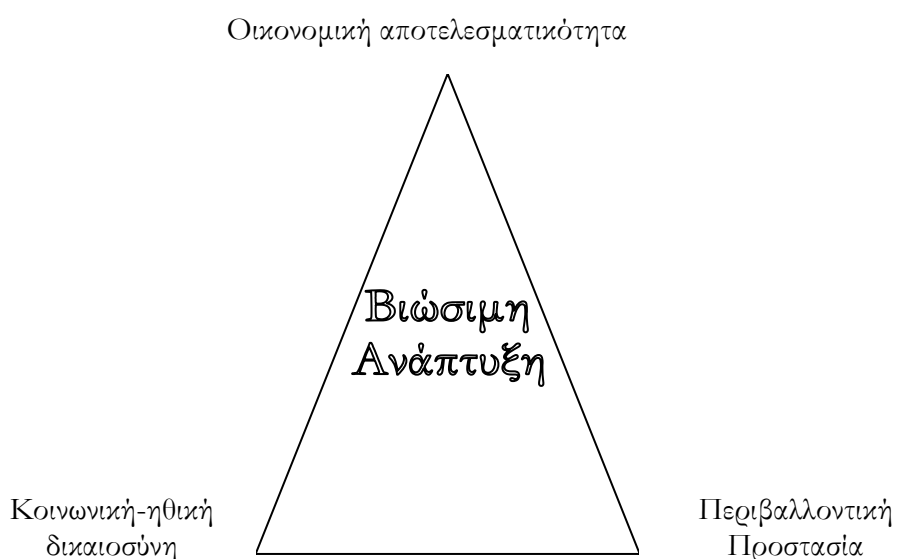 Οικονομική αποτελεσματικότητα
Βιώσιμη
Ανάπτυξη
Κοινωνική-ηθική
δικαιοσύνη
Περιβαλλοντική
Προστασία